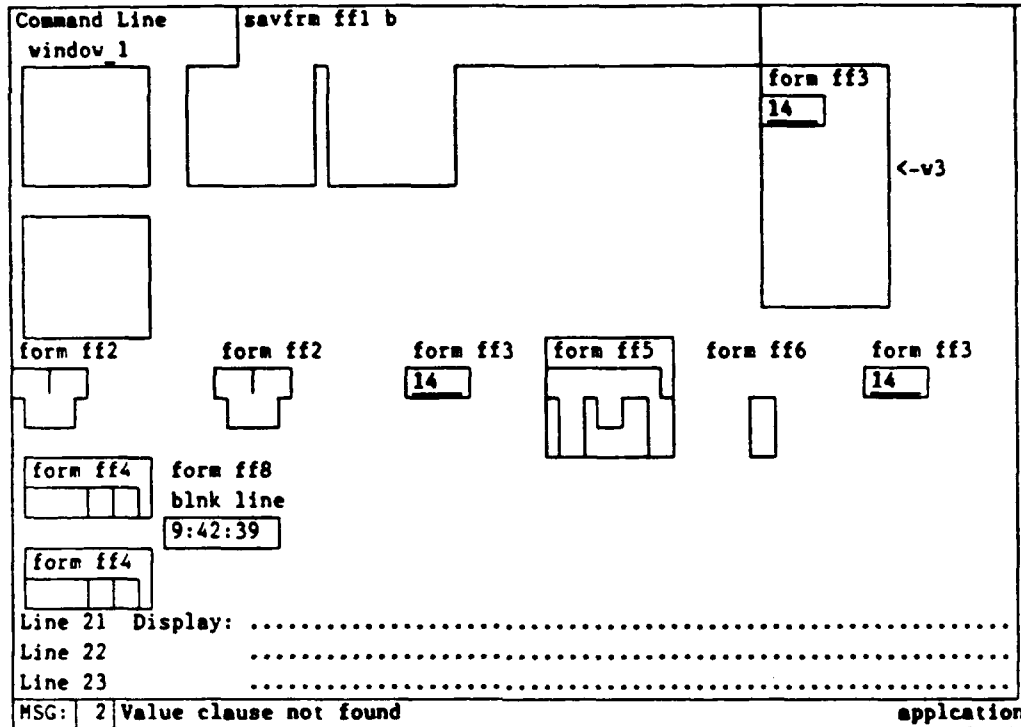 Command Line savfrm ff1 b
window_1
form ff3
14
<-v3
form ff2 form ff2 form ff3 form ff5 form ff6 form ff3
14 14
form ff4 form ff8
blnk line
9:42:39
form ff4
Line 21 Display: ............................................................
Line 22 ............................................................
Line 23 ............................................................
MSG: 2 Value clause not found applcation